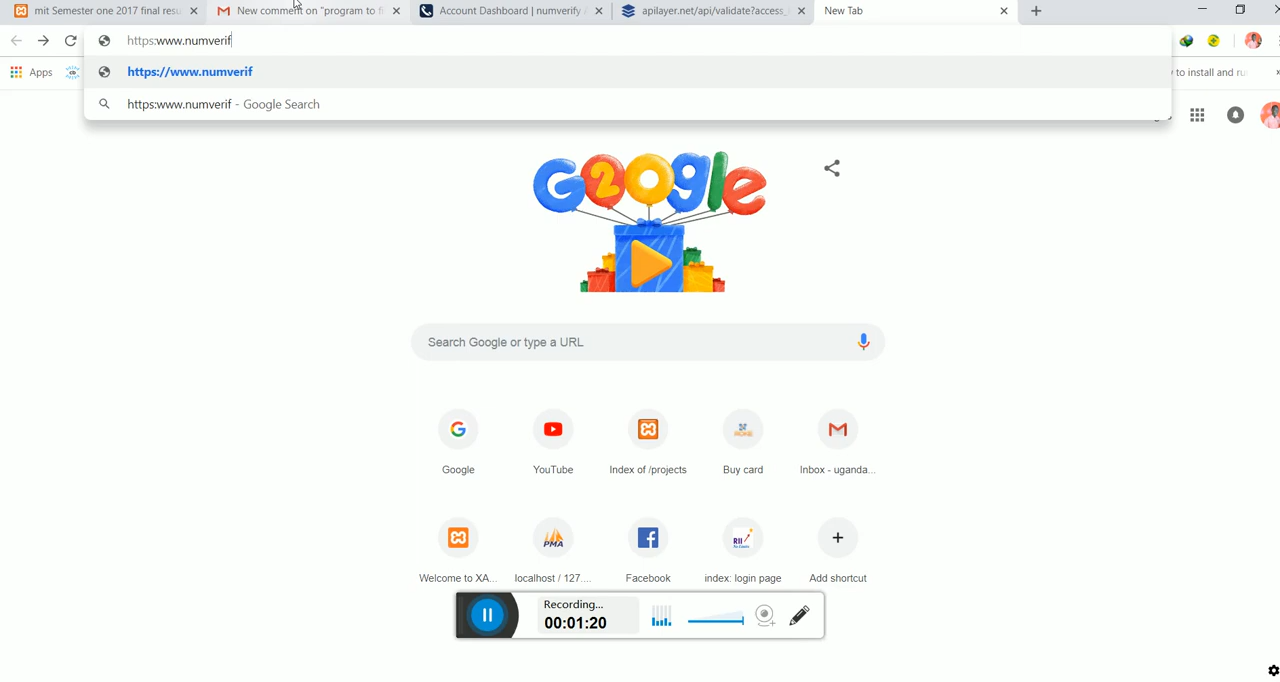 mit Semester one 2017 final resu
New comment on "program to fi
Account Dashboard | numverify
apilayer.net/api/validate?access_
New Tab
https:www.numverif
Apps
https://www.numverif
to install and ru
https:www.numverif - Google Search
G20gle
Search Google or type a URL
Google
YouTube
Index of /projects
Buy card
Inbox - uganda...
Welcome to XA...
localhost / 127....
Facebook
index: login page
Add shortcut
Recording...
00:01:20